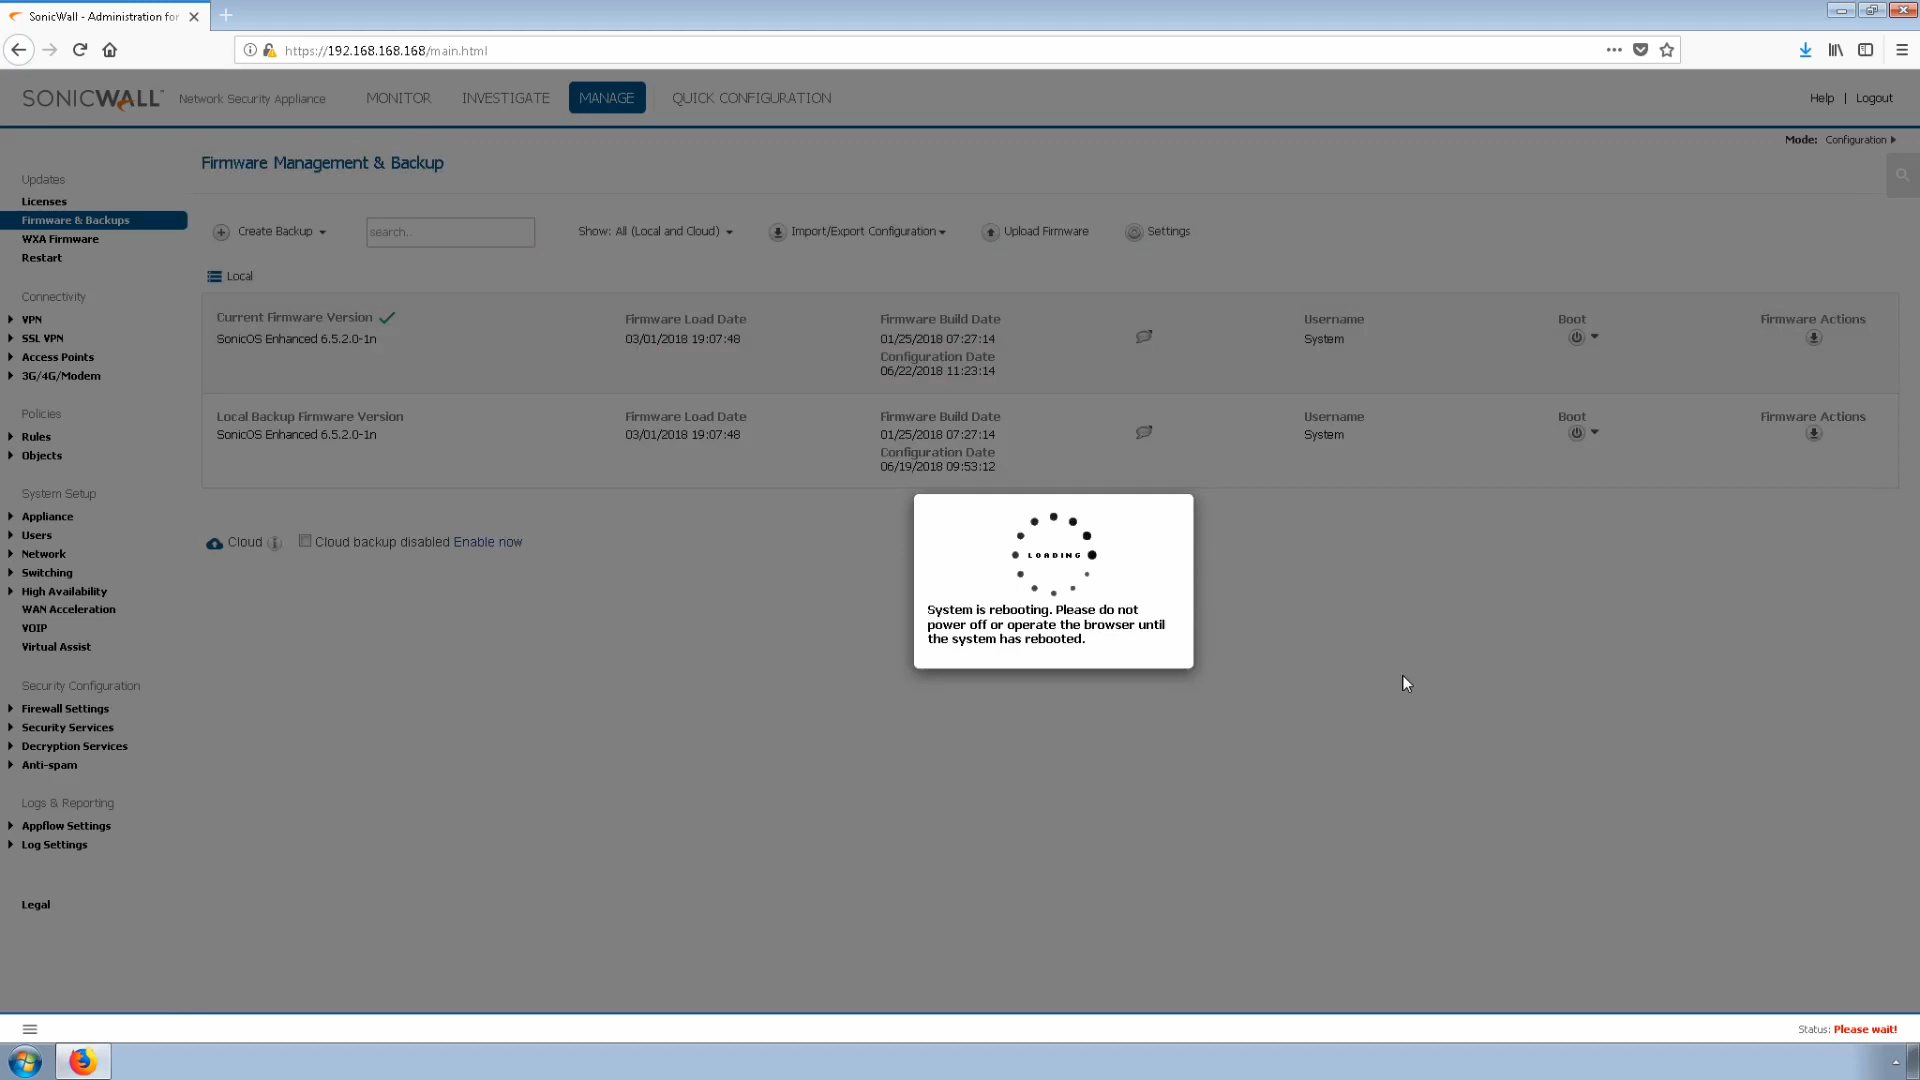 SonicWall - Administration for
https://192.168.168.168/main.html
SONICWALL Network Security Appliance MONITOR INVESTIGATE MANAGE QUICK CONFIGURATION Help | Logout
Mode: Configuration
Firmware Management & Backup
Updates
Licenses
Firmware & Backups
WXA Firmware
Restart
Connectivity
VPN
SSL VPN
Access Points
3G/4G/Modem
Policies
Rules
Objects
System Setup
Appliance
Users
Network
Switching
High Availability
WAN Acceleration
VOIP
Virtual Assist
Security Configuration
Firewall Settings
Security Services
Decryption Services
Anti-spam
Logs & Reporting
Appflow Settings
Log Settings
Legal
Create Backup search.. Show: All (Local and Cloud) Import/Export Configuration Upload Firmware Settings
Local
Current Firmware Version Firmware Load Date Firmware Build Date Username Boot Firmware Actions
SonicOS Enhanced 6.5.2.0-1n 03/01/2018 19:07:48 01/25/2018 07:27:14 System
Configuration Date
06/22/2018 11:23:14
Local Backup Firmware Version Firmware Load Date Firmware Build Date Username Boot Firmware Actions
SonicOS Enhanced 6.5.2.0-1n 03/01/2018 19:07:48 01/25/2018 07:27:14 System
Configuration Date
06/19/2018 09:53:12
Cloud Cloud backup disabled Enable now
LOADING
System is rebooting. Please do not
power off or operate the browser until
the system has rebooted.
Status: Please wait!